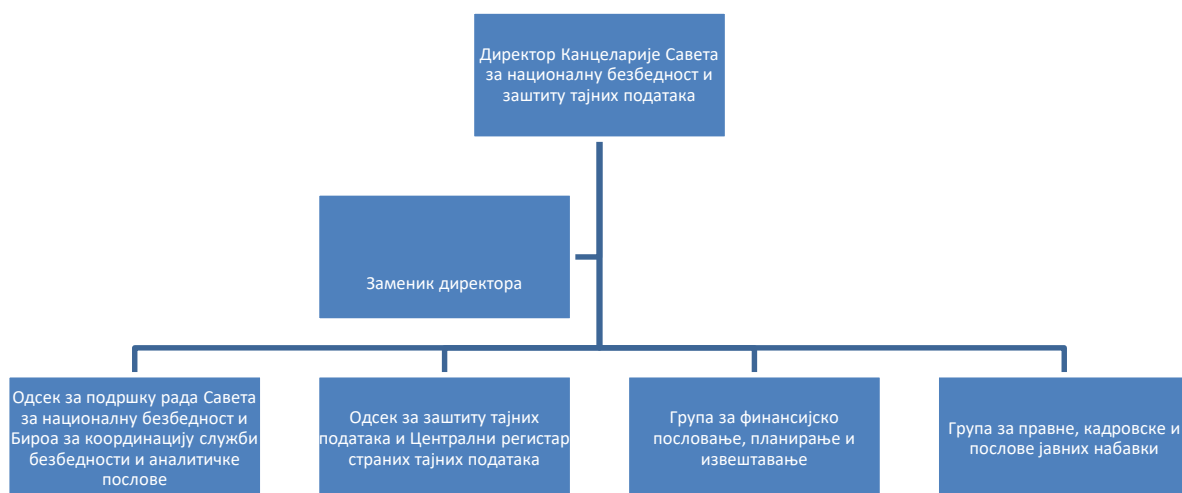 Директор Канцеларије Савета
за националну безбедност и
заштиту тајних података
Заменик директора
Одсек за подршку рада Савета
за националну безбедност и
Бироа за координацију служби
безбедности и аналитичке
послове
Одсек за заштиту тајних
података и Централни регистар
страних тајних података
Група за финансијско
пословање, планирање и
извештавање
Група за правне, кадровске и
послове јавних набавки